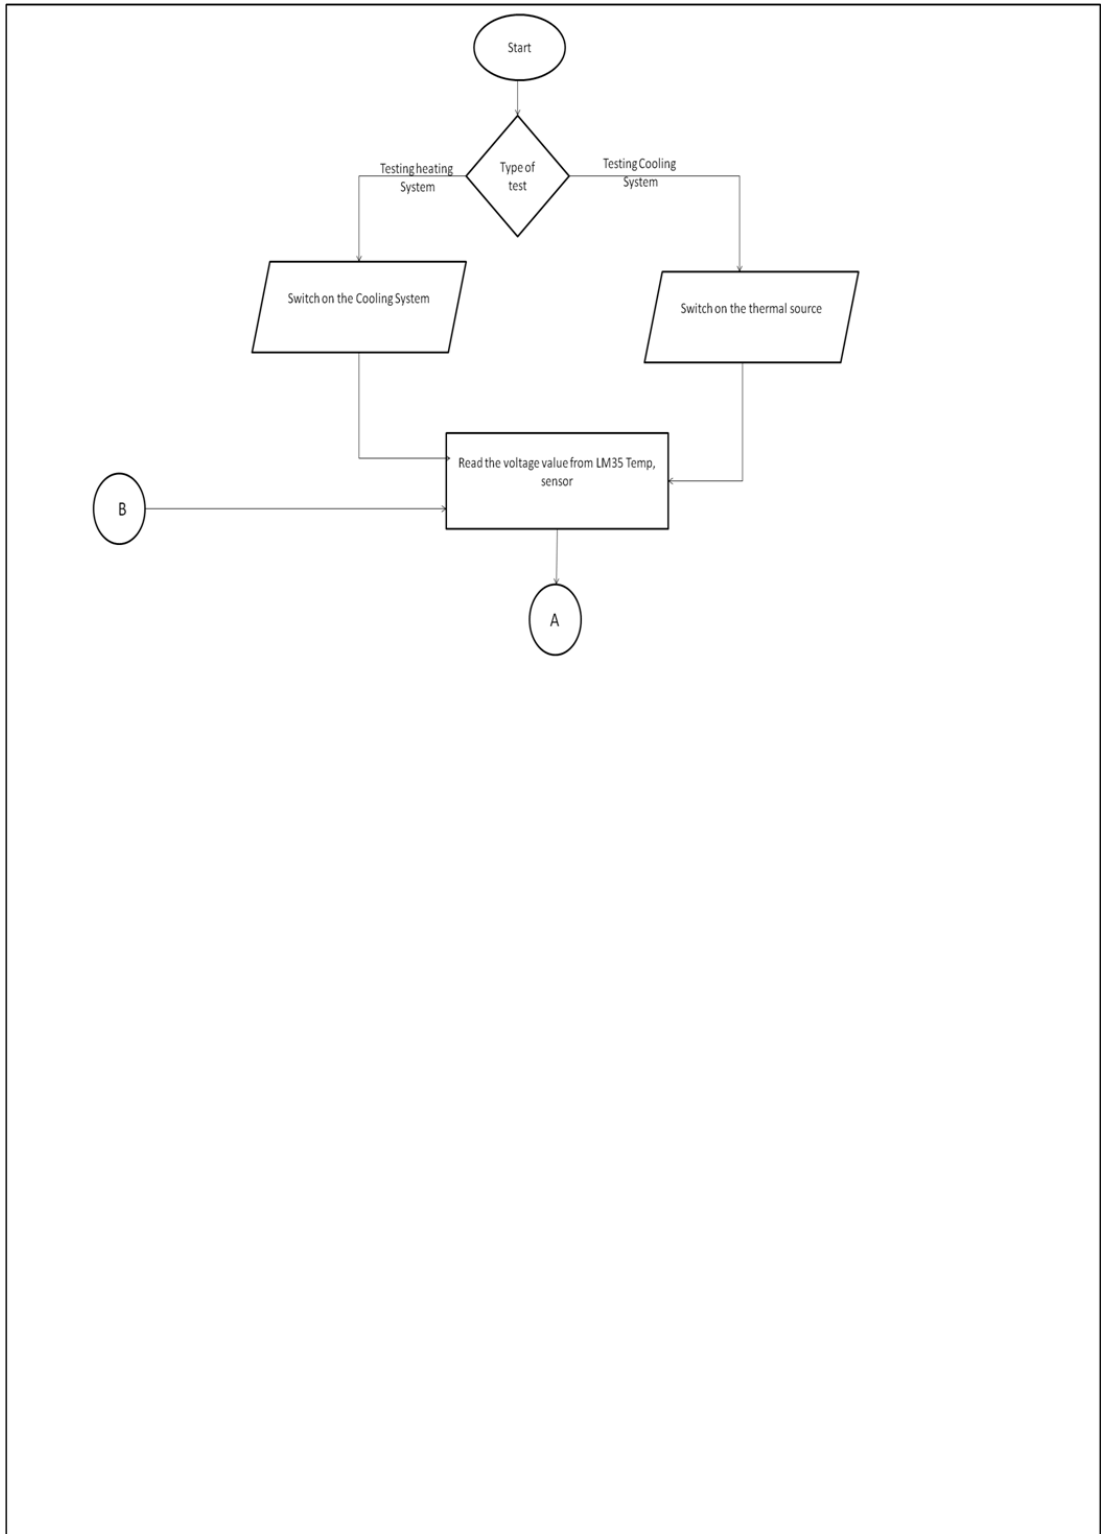 Start
Type of
test
Testing heating
System
Testing Cooling
System
Switch on the Cooling System
Switch on the thermal source
Read the voltage value from LM35 Temp,
sensor
B
A